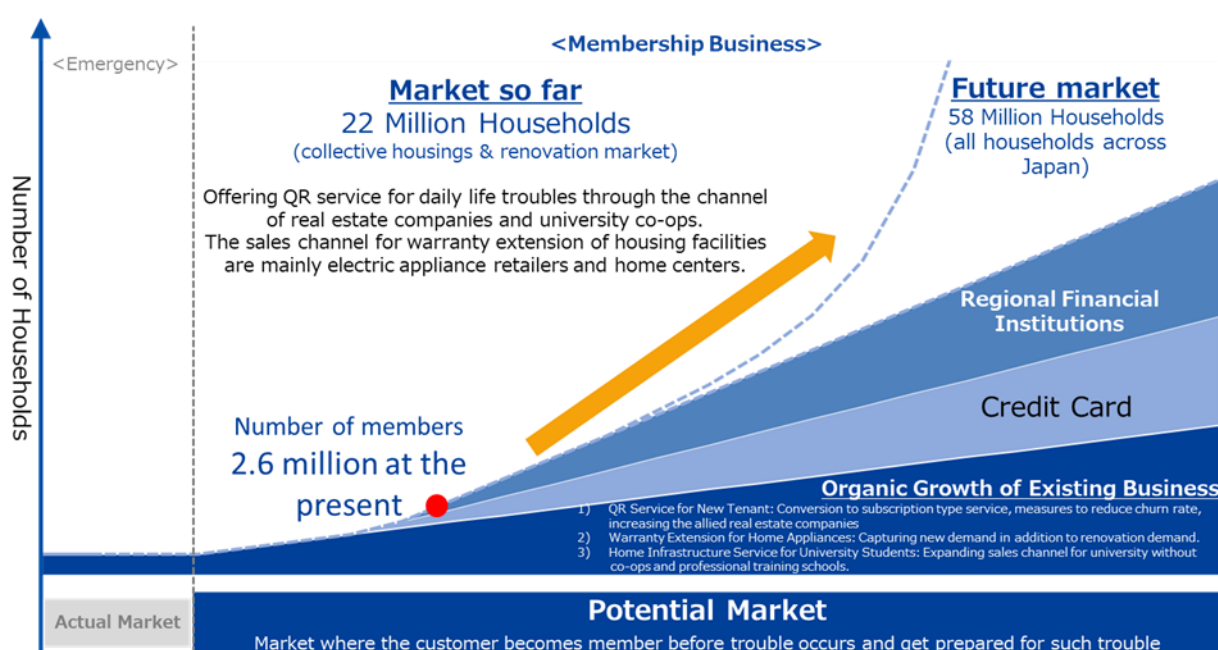 <Membership Business>
<Emergency>
Market so far
22 Million Households
(collective housings & renovation market)
Future market
58 Million Households
(all households across
Japan)
Offering QR service for daily life troubles through the channel
of real estate companies and university co-ops.
The sales channel for warranty extension of housing facilities
are mainly electric appliance retailers and home centers.
Number of Households
Regional Financial
Institutions
Credit Card
Number of members
2.6 million at the
present
Organic Growth of Existing Business
1) QR Service for New Tenant: Conversion to subscription type service, measures to reduce churn rate,
increasing the allied real estate companies
2) Warranty Extension for Home Appliances: Capturing new demand in addition to renovation demand.
3) Home Infrastructure Service for University Students: Expanding sales channel for university without
co-ops and professional training schools.
Actual Market
Potential Market
Market where the customer becomes member before trouble occurs and get prepared for such trouble